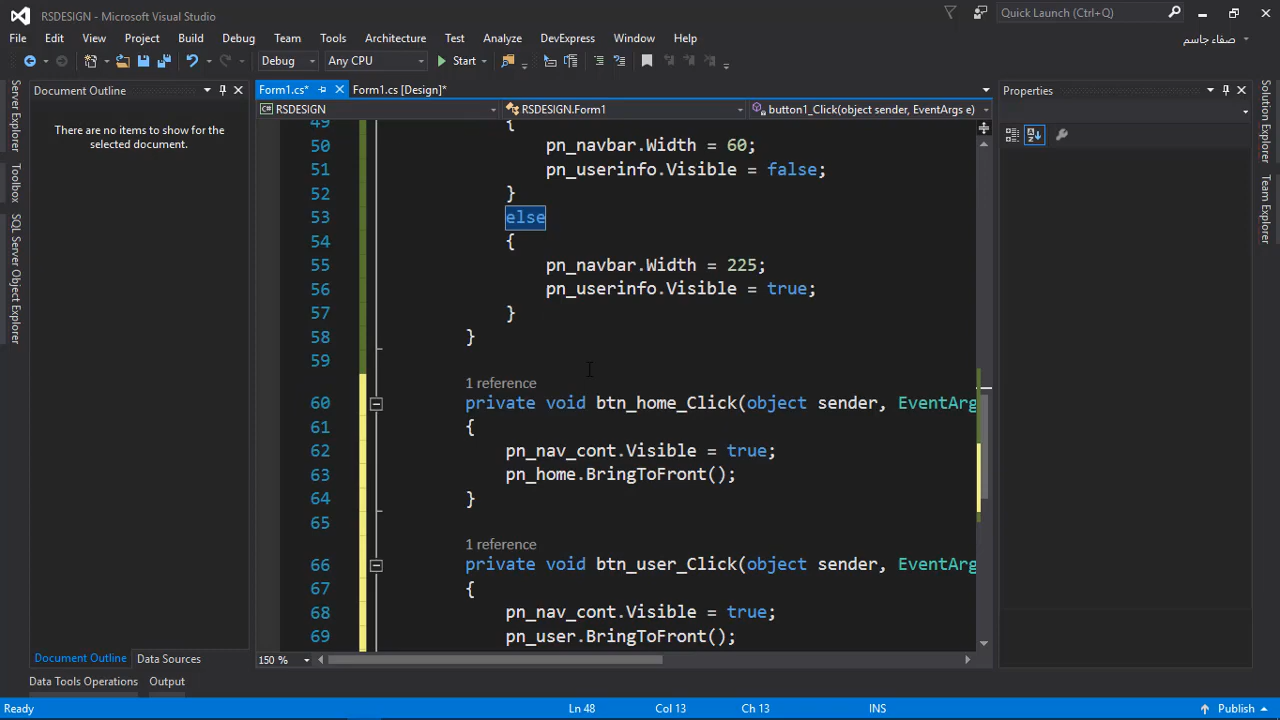 RSDESIGN - Microsoft Visual Studio
Quick Launch (Ctrl+Q)
File Edit View Project Build Debug Team Tools Architecture Test Analyze DevExpress Window Help
صفاء جاسم
Debug Any CPU Start
Server Explorer
Toolbox
SQL Server Object Explorer
Document Outline
There are no items to show for the
selected document.
Document Outline Data Sources
Data Tools Operations Output
Form1.cs* Form1.cs [Design]*
RSDESIGN RSDESIGN.Form1 button1_Click(object sender, EventArgs e)
49 {
50 pn_navbar.Width = 60;
51 pn_userinfo.Visible = false;
52 }
53 else
54 {
55 pn_navbar.Width = 225;
56 pn_userinfo.Visible = true;
57 }
58 }
59
1 reference
60 private void btn_home_Click(object sender, EventArg
61 {
62 pn_nav_cont.Visible = true;
63 pn_home.BringToFront();
64 }
65
1 reference
66 private void btn_user_Click(object sender, EventArg
67 {
68 pn_nav_cont.Visible = true;
69 pn_user.BringToFront();
150 %
Properties
Solution Explorer
Team Explorer
Ready Ln 48 Col 13 Ch 13 INS Publish